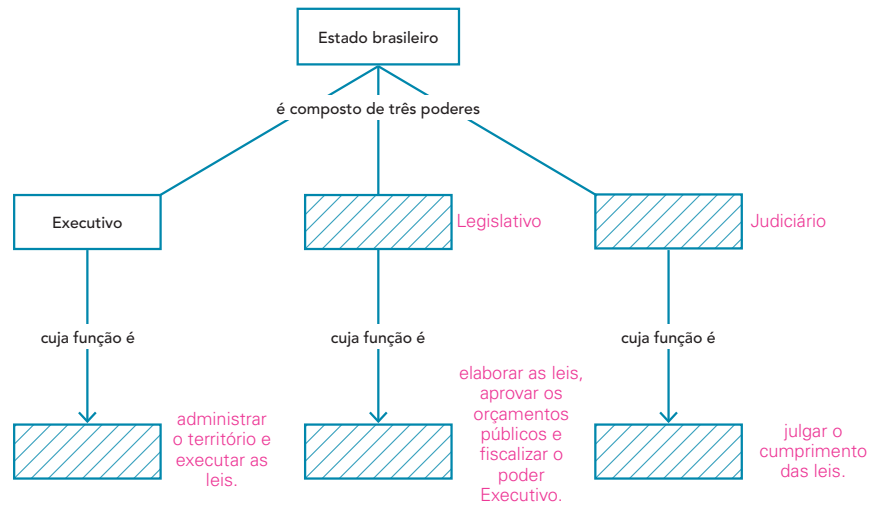 Estado brasileiro
é composto de três poderes
Executivo
Legislativo
Judiciário
cuja função é
cuja função é
cuja função é
administrar
o território e
executar as
leis.
elaborar as leis,
aprovar os
orçamentos
públicos e
fiscalizar o
poder
Executivo.
julgar o
cumprimento
das leis.